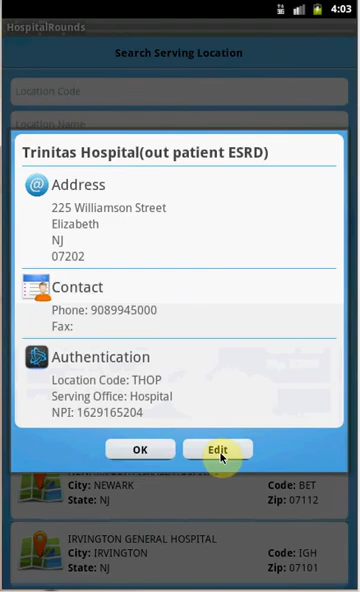 4:03
HospitalRounds
Search Serving Location
Location Code
Location Name
Trinitas Hospital(out patient ESRD)
Address
225 Williamson Street
Elizabeth
NJ
07202
Contact
Phone: 9089945000
Fax:
Authentication
Location Code: THOP
Serving Office: Hospital
NPI: 1629165204
OK Edit
City: NEWARK Code: BET
State: NJ Zip: 07112
IRVINGTON GENERAL HOSPITAL
City: IRVINGTON Code: IGH
State: NJ Zip: 07101